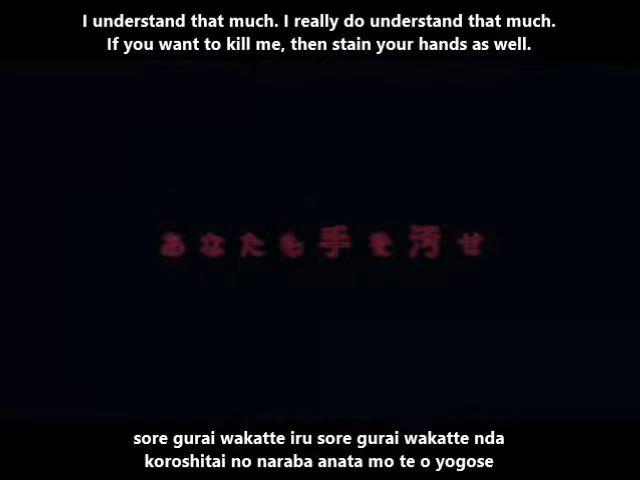 I understand that much. I really do understand that much.
If you want to kill me, then stain your hands as well.
あなたも手を汚せ
sore gurai wakatte iru sore gurai wakatte nda
koroshitai no naraba anata mo te o yogose